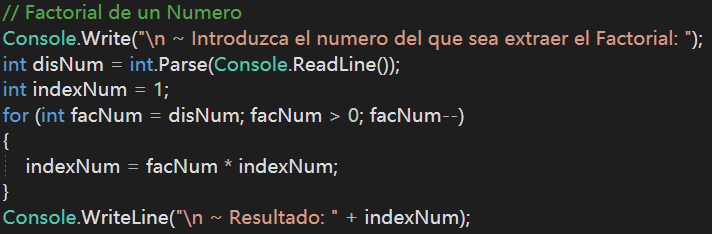 // Factorial de un Numero
Console.Write("\n ~ Introduzca el numero del que sea extraer el Factorial: ");
int disNum = int.Parse(Console.ReadLine());
int indexNum = 1;
for (int facNum = disNum; facNum > 0; facNum--)
{
    indexNum = facNum * indexNum;
}
Console.WriteLine("\n ~ Resultado: " + indexNum);